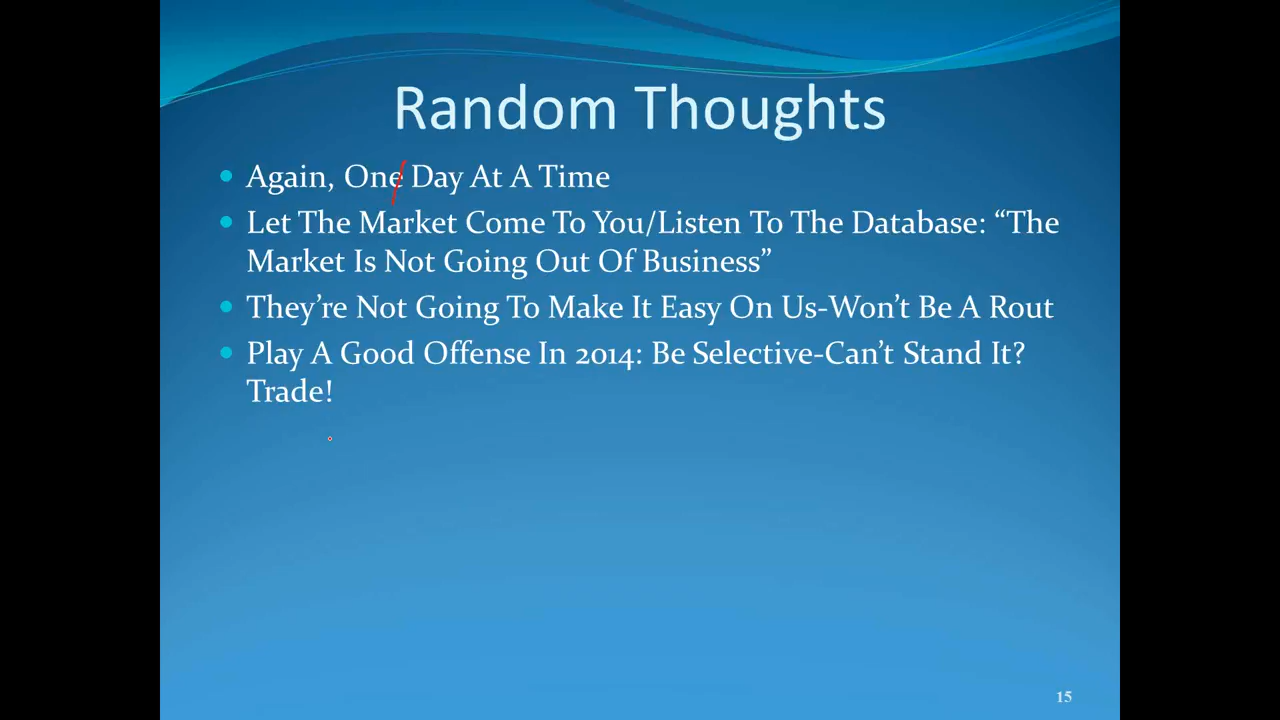 Random Thoughts
Again, One Day At A Time
Let The Market Come To You/Listen To The Database: “The
Market Is Not Going Out Of Business”
They’re Not Going To Make It Easy On Us-Won’t Be A Rout
Play A Good Offense In 2014: Be Selective-Can’t Stand It?
Trade!
15